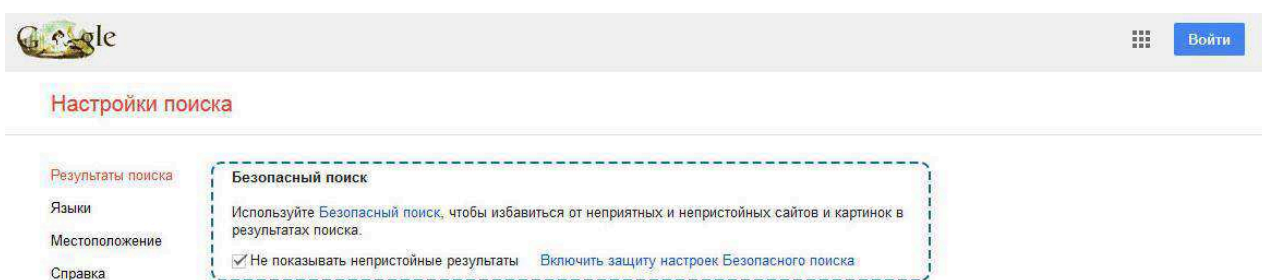 Google
Войти
Настройки поиска
Результаты поиска
Языки
Местоположение
Справка
Безопасный поиск
Используйте Безопасный поиск, чтобы избавиться от неприятных и непристойных сайтов и картинок в
результатах поиска.
Не показывать непристойные результаты Включить защиту настроек Безопасного поиска